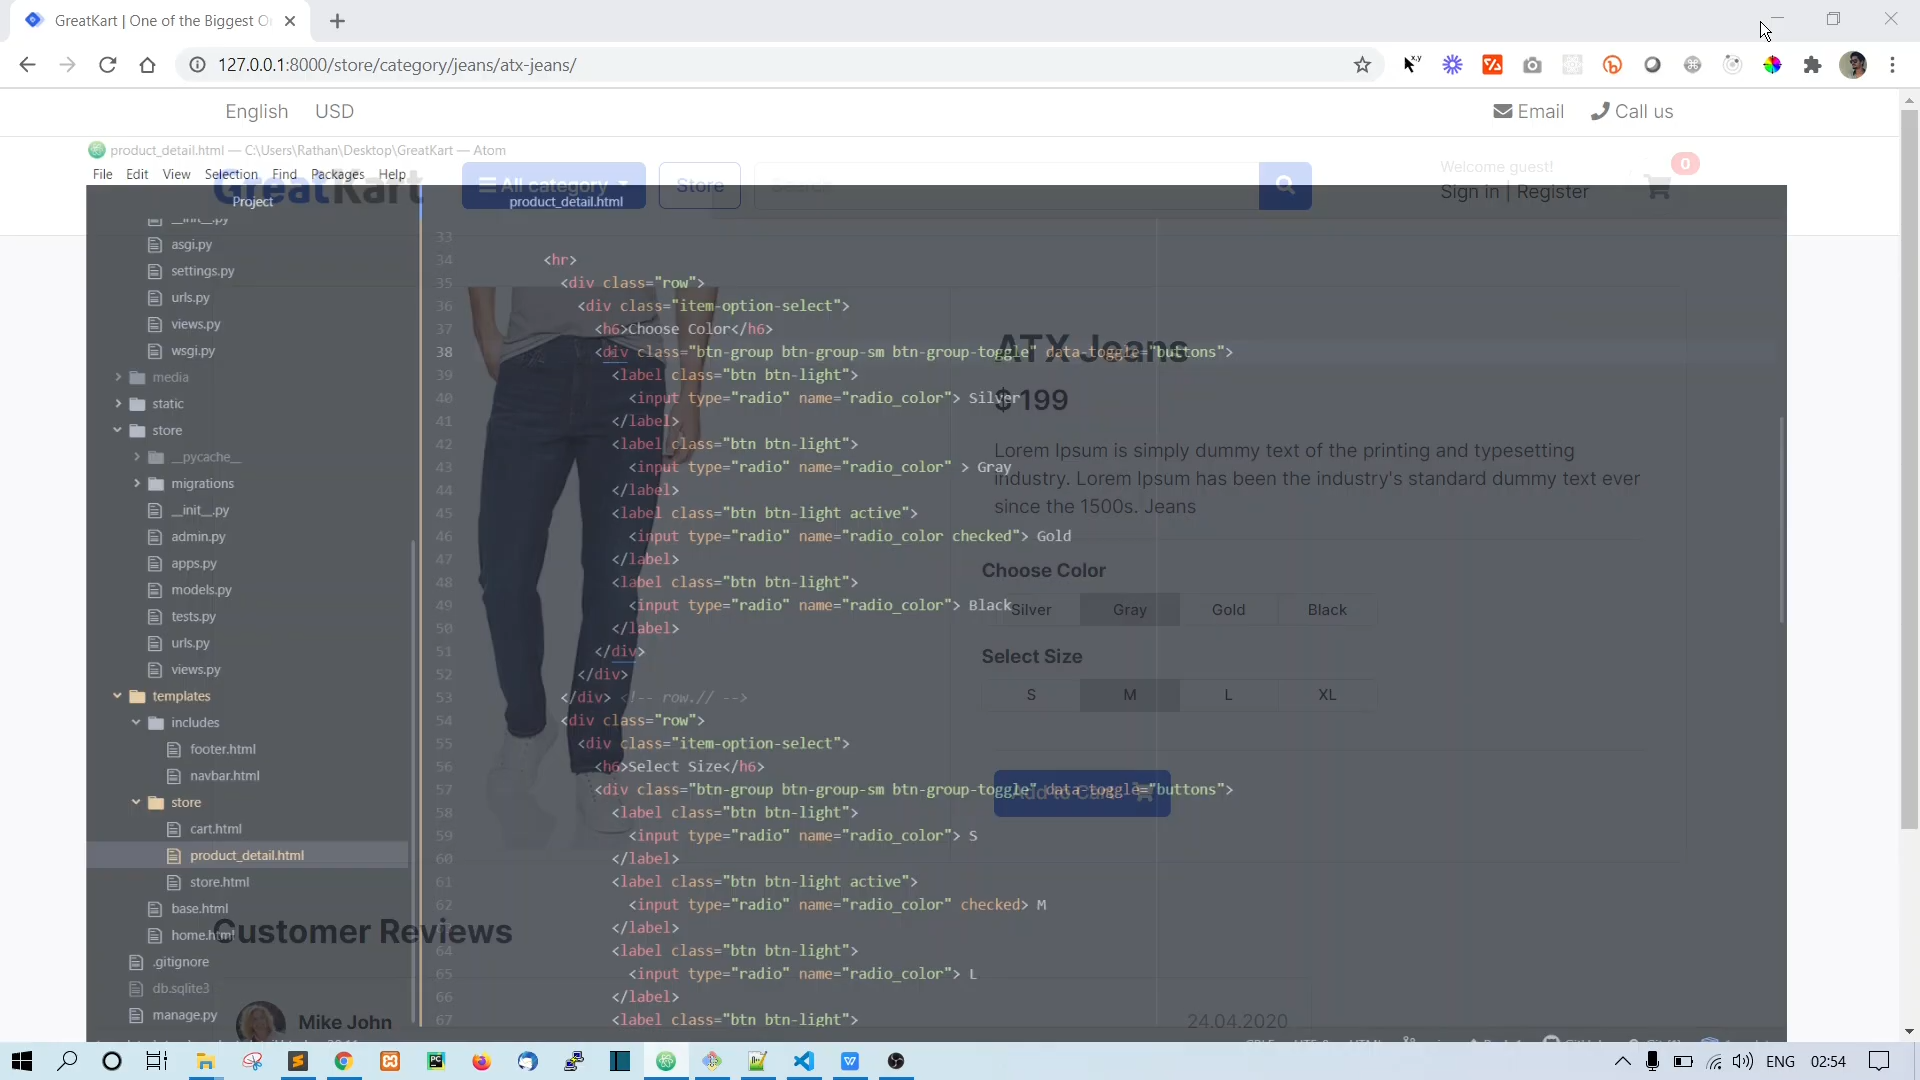 GreatKart | One of the Biggest O
127.0.0.1:8000/store/category/jeans/atx-jeans/
English USD Email Call us
product_detail.html — C:\Users\Rathan\Desktop\GreatKart — Atom
File Edit View Selection Find Packages Help
GreatKart All category Store Search Welcome guest! 0
Sign in | Register
Project product_detail.html
__init__.py
asgi.py
settings.py
urls.py
views.py
wsgi.py
media
static
store
__pycache__
migrations
__init__.py
admin.py
apps.py
models.py
tests.py
urls.py
views.py
templates
includes
footer.html
navbar.html
store
cart.html
product_detail.html
store.html
base.html
home.html
.gitignore
db.sqlite3
manage.py
33
34 <hr>
35 <div class="row">
36 <div class="item-option-select">
37 <h6>Choose Color</h6>
38 <div class="btn-group btn-group-sm btn-group-toggle" data-toggle="buttons">
39 <label class="btn btn-light">
40 <input type="radio" name="radio_color"> Silver
41 </label>
42 <label class="btn btn-light">
43 <input type="radio" name="radio_color" > Gray
44 </label>
45 <label class="btn btn-light active">
46 <input type="radio" name="radio_color checked"> Gold
47 </label>
48 <label class="btn btn-light">
49 <input type="radio" name="radio_color"> Black
50 </label>
51 </div>
52 </div>
53 </div> <!-- row.// -->
54 <div class="row">
55 <div class="item-option-select">
56 <h6>Select Size</h6>
57 <div class="btn-group btn-group-sm btn-group-toggle" data-toggle="buttons">
58 <label class="btn btn-light">
59 <input type="radio" name="radio_color"> S
60 </label>
61 <label class="btn btn-light active">
62 <input type="radio" name="radio_color" checked> M
</label>
64 <label class="btn btn-light">
65 <input type="radio" name="radio_color"> L
66 </label>
67 <label class="btn btn-light">
ATX Jeans
$ 199
Lorem Ipsum is simply dummy text of the printing and typesetting
industry. Lorem Ipsum has been the industry's standard dummy text ever
since the 1500s. Jeans
Choose Color
Silver Gray Gold Black
Select Size
S M L XL
Add to Cart
Customer Reviews
Mike John 24.04.2020
ENG 02:54